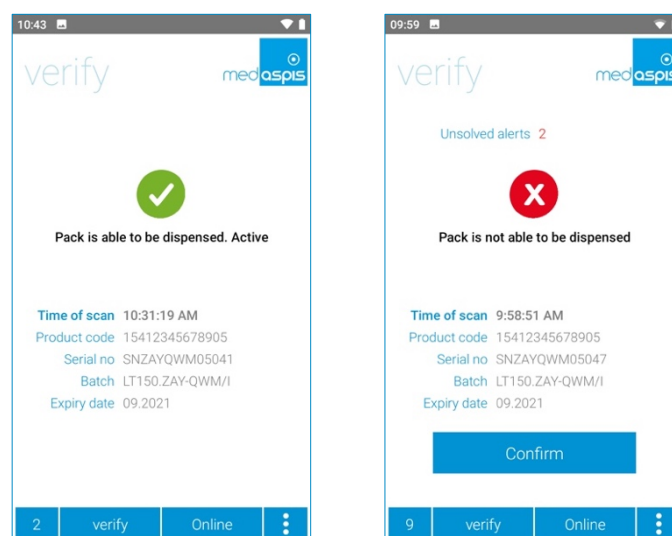 10:43
verify
medaspis
Pack is able to be dispensed. Active
Time of scan 10:31:19 AM
Product code 15412345678905
Serial no SNZAYQWM05041
Batch LT150.ZAY-QWM/I
Expiry date 09.2021
2 verify Online
09:59
verify
medaspis
Unsolved alerts 2
Pack is not able to be dispensed
Time of scan 9:58:51 AM
Product code 15412345678905
Serial no SNZAYQWM05047
Batch LT150.ZAY-QWM/I
Expiry date 09.2021
Confirm
9 verify Online